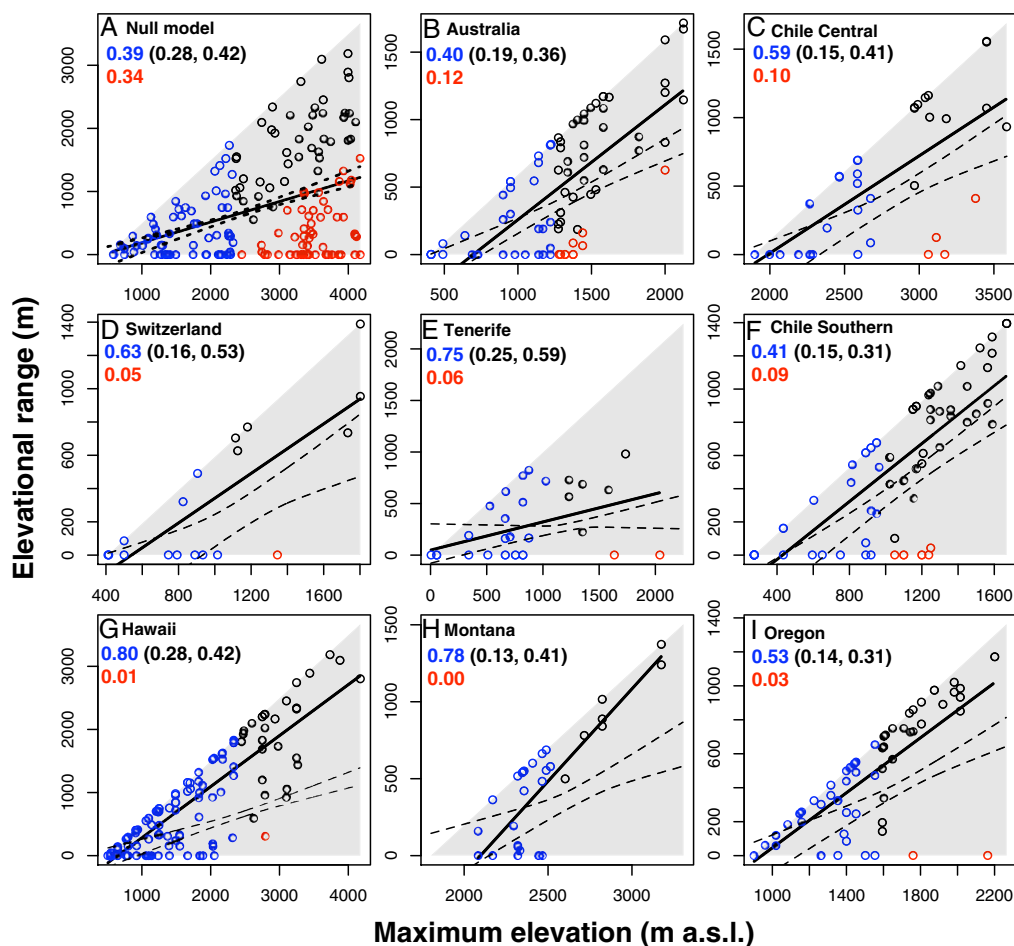 A Null model
0.39 (0.28, 0.42)
0.34
0 1000 2000 3000
1000 2000 3000 4000
B Australia
0.40 (0.19, 0.36)
0.12
0 500 1000 1500
500 1000 1500 2000
C Chile Central
0.59 (0.15, 0.41)
0.10
0 500 1000 1500
2000 2500 3000 3500
D Switzerland
0.63 (0.16, 0.53)
0.05
0 200 600 1000 1400
400 800 1200 1600
E Tenerife
0.75 (0.25, 0.59)
0.06
0 500 1000 2000
0 500 1000 1500 2000
F Chile Southern
0.41 (0.15, 0.31)
0.09
0 200 600 1000 1400
400 800 1200 1600
G Hawaii
0.80 (0.28, 0.42)
0.01
0 1000 2000 3000
1000 2000 3000 4000
H Montana
0.78 (0.13, 0.41)
0.00
0 500 1000 1500
2000 2500 3000
I Oregon
0.53 (0.14, 0.31)
0.03
0 200 600 1000 1400
1000 1400 1800 2200
Elevational range (m)
Maximum elevation (m a.s.l.)